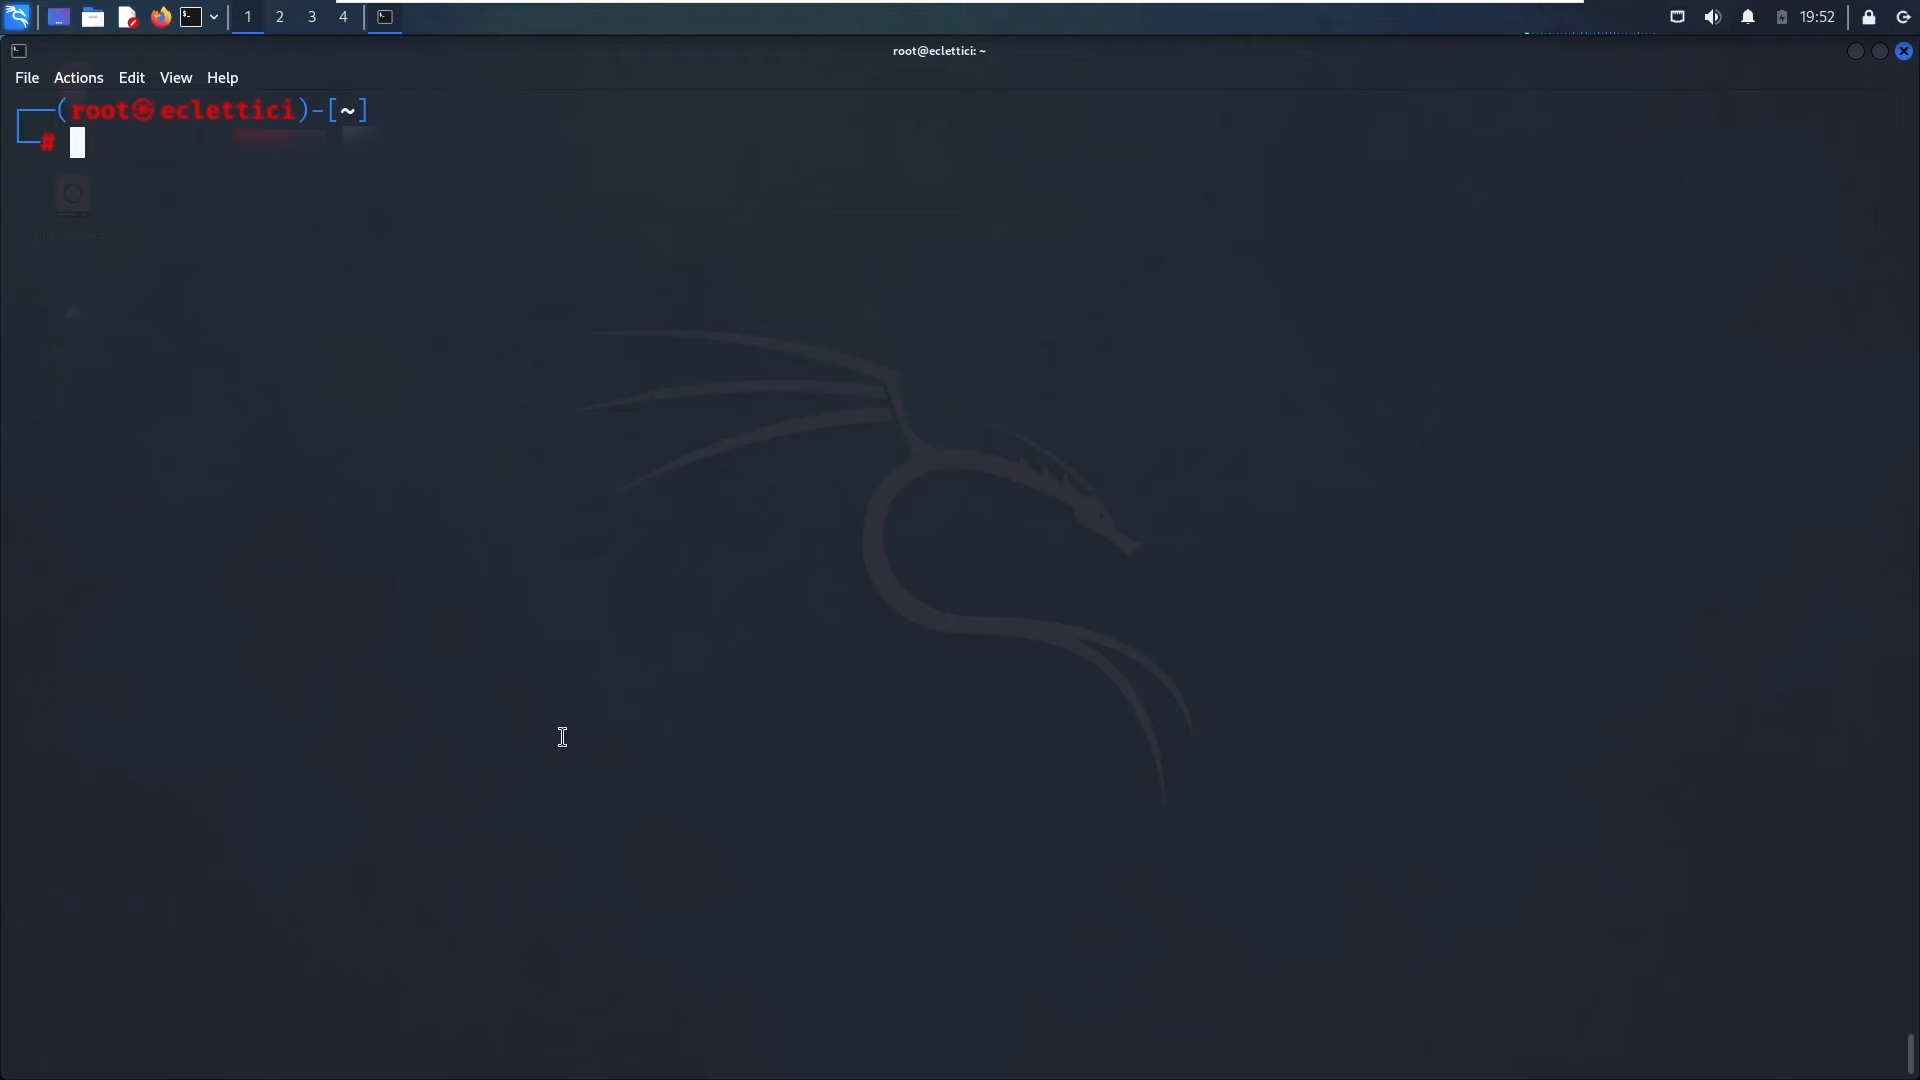 1 2 3 4 19:52
root@eclettici: ~
File Actions Edit View Help
┌──(root㉿eclettici)-[~]
└─#